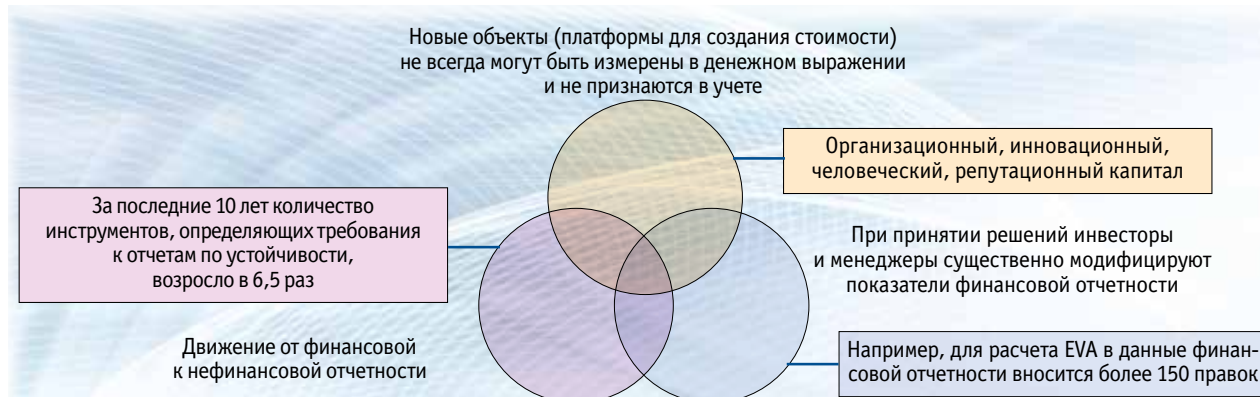 Новые объекты (платформы для создания стоимости)
не всегда могут быть измерены в денежном выражении
и не признаются в учете
Организационный, инновационный,
человеческий, репутационный капитал
За последние 10 лет количество
инструментов, определяющих требования
к отчетам по устойчивости,
возросло в 6,5 раз
При принятии решений инвесторы
и менеджеры существенно модифицируют
показатели финансовой отчетности
Движение от финансовой
к нефинансовой отчетности
Например, для расчета EVA в данные финан-
совой отчетности вносится более 150 правок